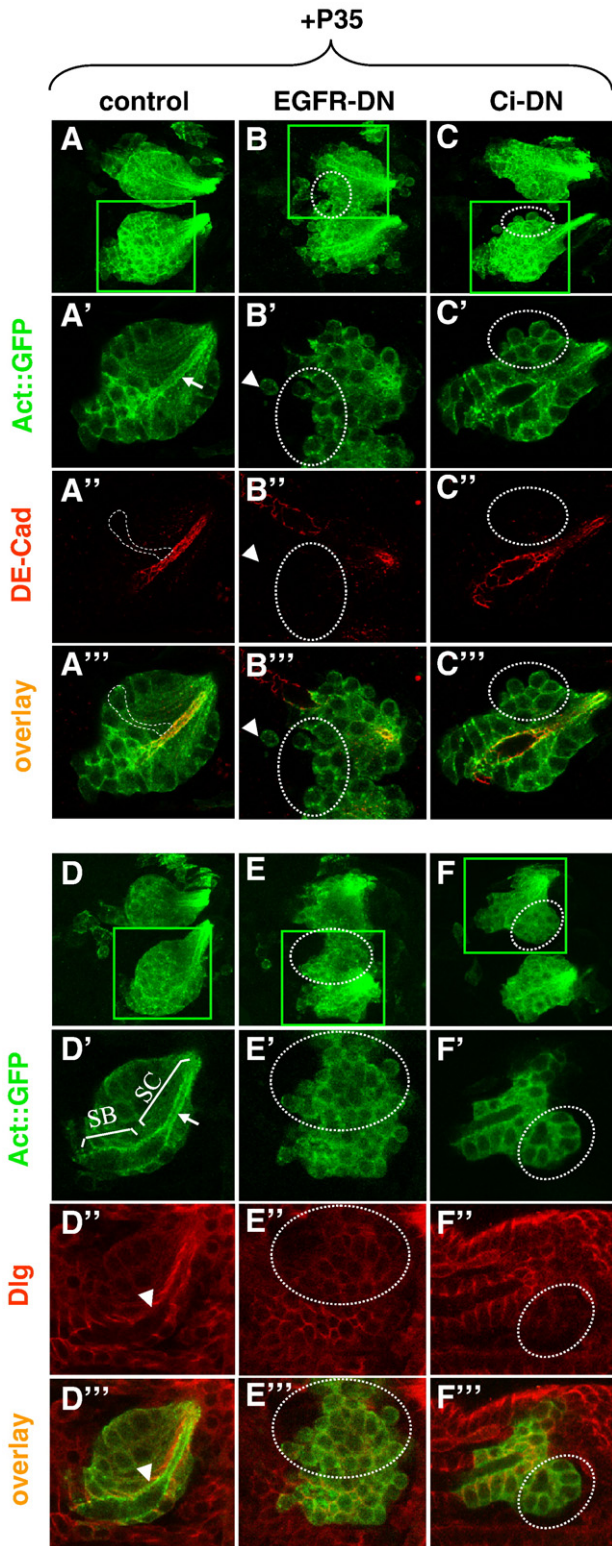 +P35
control EGFR-DN Ci-DN
A B C
Act::GFP
A' B' C'
DE-Cad
A'' B'' C''
overlay
A''' B''' C'''
D E F
Act::GFP
D' E' F'
SB SC
Dlg
D'' E'' F''
overlay
D''' E''' F'''